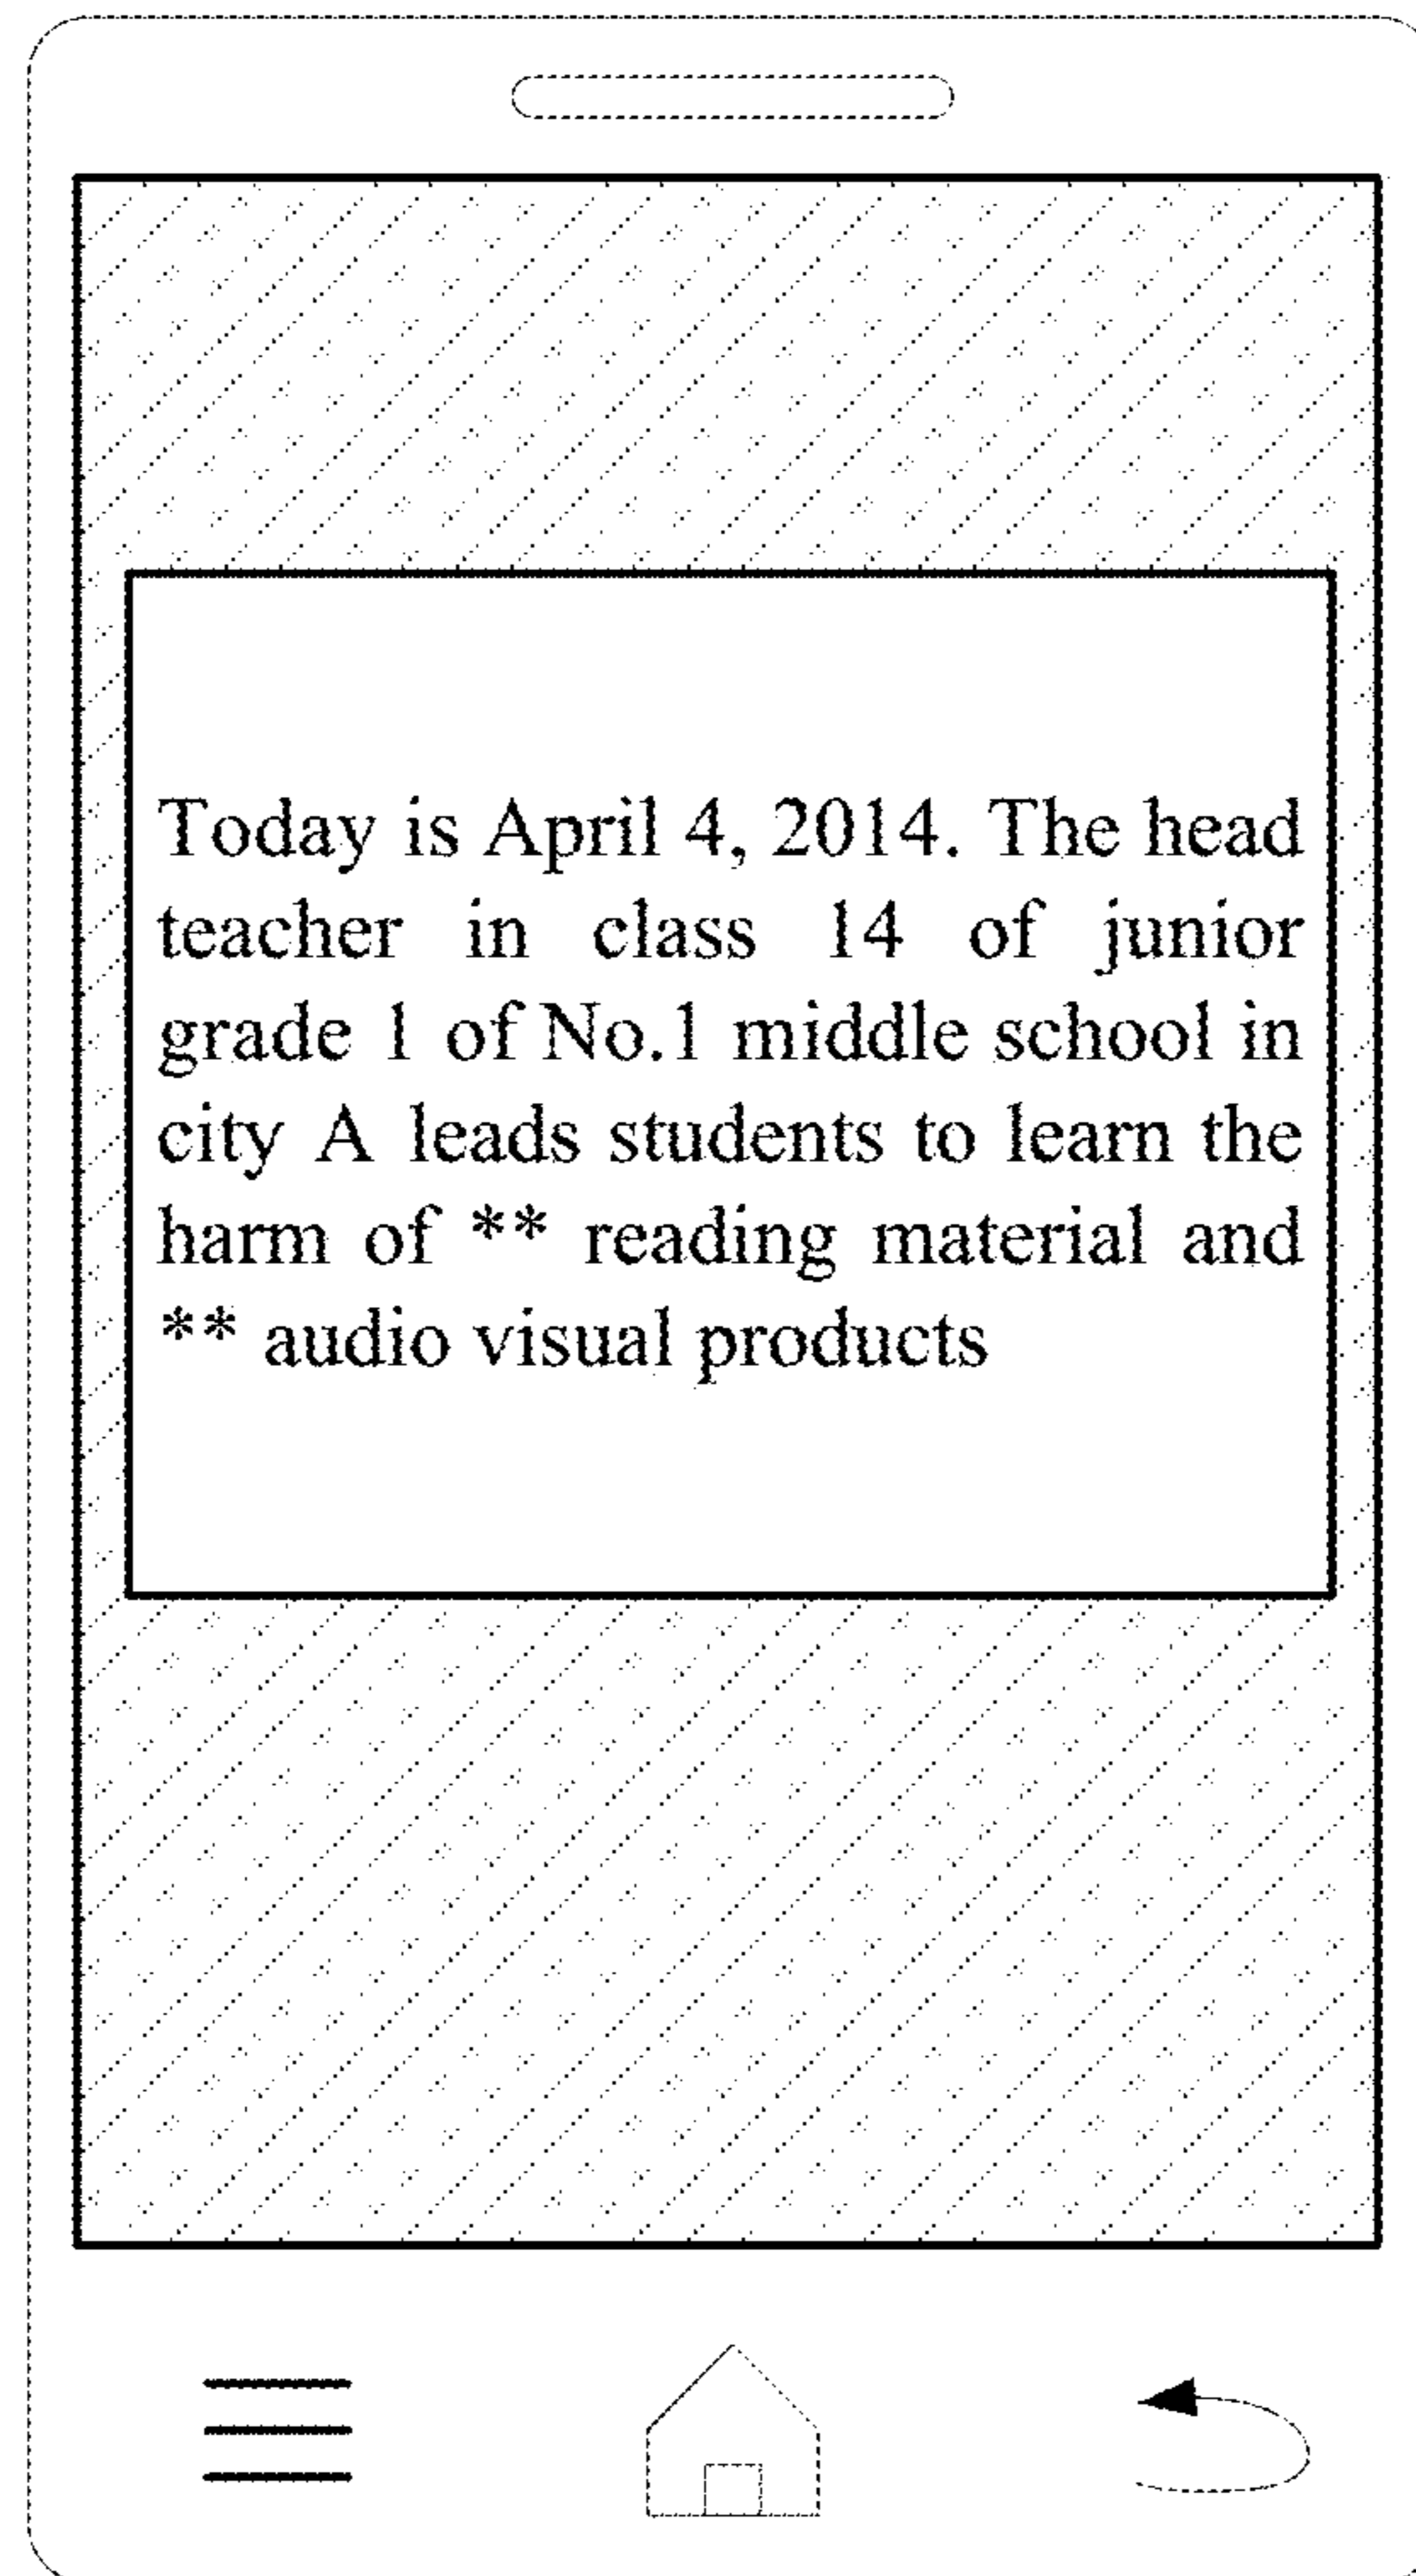 Today is April 4, 2014. The head
teacher in class 14 of junior
grade 1 of No.1 middle school in
city A leads students to learn the
harm of ** reading material and
** audio visual products